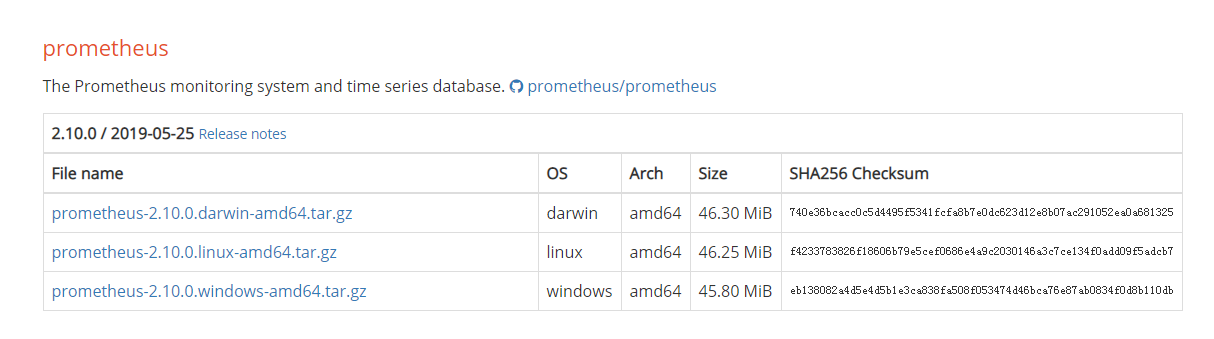 prometheus
The Prometheus monitoring system and time series database. prometheus/prometheus
2.10.0 / 2019-05-25 Release notes
File name OS Arch Size SHA256 Checksum
prometheus-2.10.0.darwin-amd64.tar.gz darwin amd64 46.30 MiB 740e36bcacc0c5d4495f5341fcfa8b7e0dc623d12e8b07ac291052ea0a681325
prometheus-2.10.0.linux-amd64.tar.gz linux amd64 46.25 MiB f4233783826f18606b79e5cef0686e4a9c2030146a3c7ce134f0add09f5adcb7
prometheus-2.10.0.windows-amd64.tar.gz windows amd64 45.80 MiB eb138082a4d5e4d5b1e3ca838fa508f053474d46bca76e87ab0834f0d8b110db